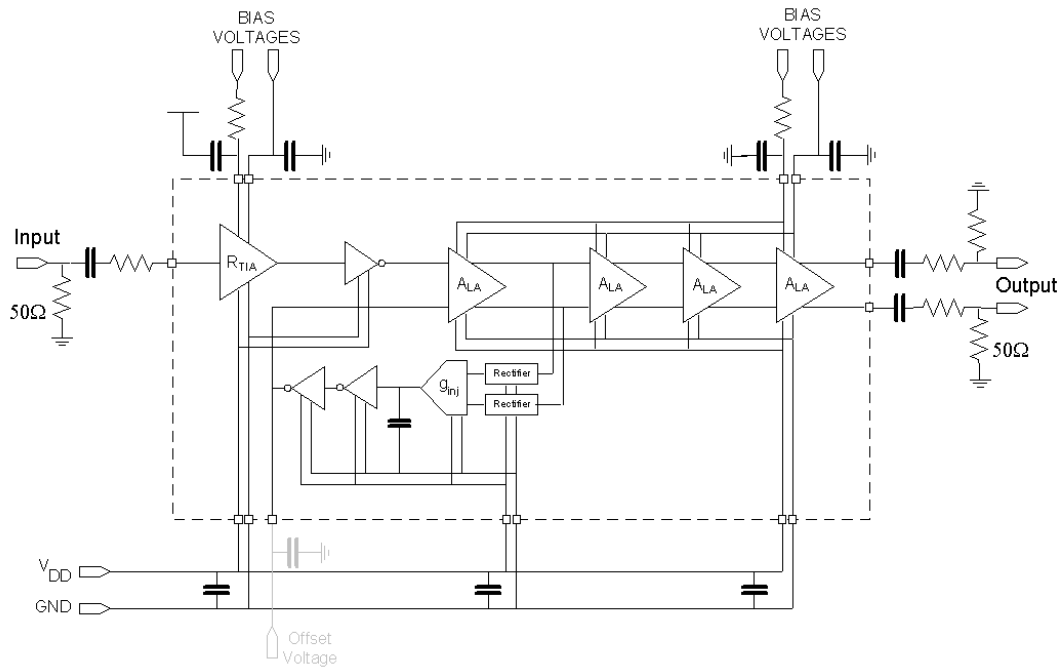 BIAS
VOLTAGES
BIAS
VOLTAGES
Input
50Ω
R_TIA
A_LA
A_LA
A_LA
A_LA
Output
50Ω
g_inj
Rectifier
Rectifier
V_DD
GND
Offset
Voltage